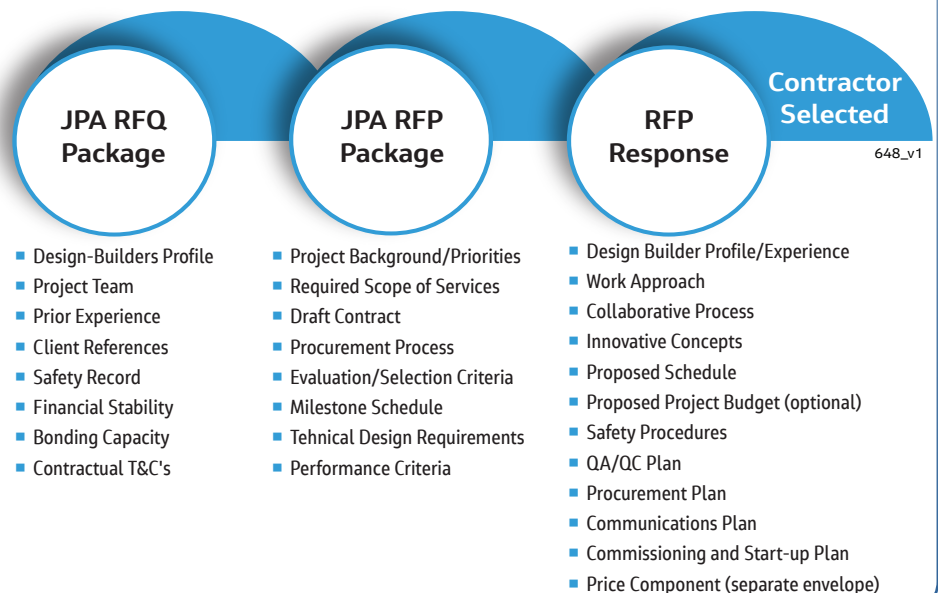 JPA RFQ
Package
JPA RFP
Package
RFP
Response
Contractor
Selected
648_v1
Design-Builders Profile
Project Team
Prior Experience
Client References
Safety Record
Financial Stability
Bonding Capacity
Contractual T&C's
Project Background/Priorities
Required Scope of Services
Draft Contract
Procurement Process
Evaluation/Selection Criteria
Milestone Schedule
Tehnical Design Requirements
Performance Criteria
Design Builder Profile/Experience
Work Approach
Collaborative Process
Innovative Concepts
Proposed Schedule
Proposed Project Budget (optional)
Safety Procedures
QA/QC Plan
Procurement Plan
Communications Plan
Commissioning and Start-up Plan
Price Component (separate envelope)